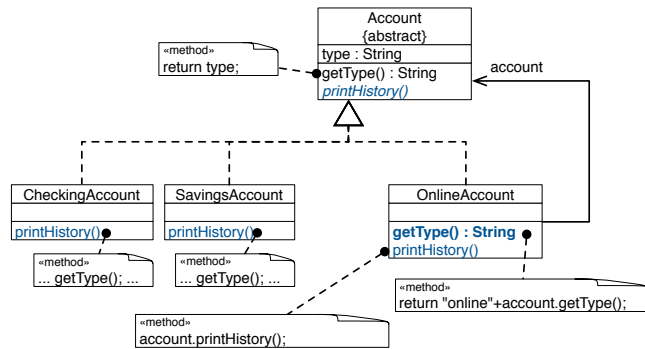 Account
{abstract}
type : String
getType() : String
printHistory()
«method»
return type;
account
CheckingAccount
printHistory()
SavingsAccount
printHistory()
OnlineAccount
getType() : String
printHistory()
«method»
... getType(); ...
«method»
... getType(); ...
«method»
return "online"+account.getType();
«method»
account.printHistory();